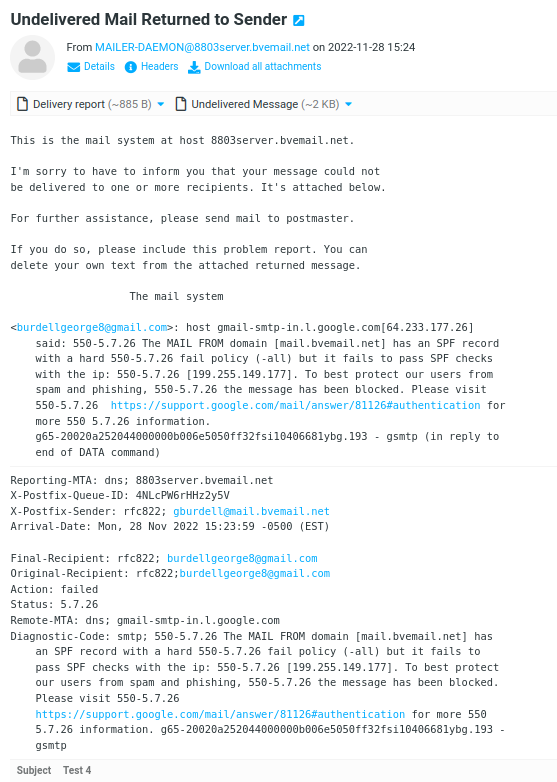 Undelivered Mail Returned to Sender
From MAILER-DAEMON@8803server.bvemail.net on 2022-11-28 15:24
Details Headers Download all attachments
Delivery report (~885 B) Undelivered Message (~2 KB)
This is the mail system at host 8803server.bvemail.net.
I'm sorry to have to inform you that your message could not
be delivered to one or more recipients. It's attached below.
For further assistance, please send mail to postmaster.
If you do so, please include this problem report. You can
delete your own text from the attached returned message.
The mail system
<burdellgeorge8@gmail.com>: host gmail-smtp-in.l.google.com[64.233.177.26]
said: 550-5.7.26 The MAIL FROM domain [mail.bvemail.net] has an SPF record
with a hard 550-5.7.26 fail policy (-all) but it fails to pass SPF checks
with the ip: 550-5.7.26 [199.255.149.177]. To best protect our users from
spam and phishing, 550-5.7.26 the message has been blocked. Please visit
550-5.7.26 https://support.google.com/mail/answer/81126#authentication for
more 550 5.7.26 information.
g65-20020a252044000000b006e5050ff32fsi10406681ybg.193 - gsmtp (in reply to
end of DATA command)
Reporting-MTA: dns; 8803server.bvemail.net
X-Postfix-Queue-ID: 4NLcPW6rHHz2y5V
X-Postfix-Sender: rfc822; gburdell@mail.bvemail.net
Arrival-Date: Mon, 28 Nov 2022 15:23:59 -0500 (EST)
Final-Recipient: rfc822; burdellgeorge8@gmail.com
Original-Recipient: rfc822;burdellgeorge8@gmail.com
Action: failed
Status: 5.7.26
Remote-MTA: dns; gmail-smtp-in.l.google.com
Diagnostic-Code: smtp; 550-5.7.26 The MAIL FROM domain [mail.bvemail.net] has
an SPF record with a hard 550-5.7.26 fail policy (-all) but it fails to
pass SPF checks with the ip: 550-5.7.26 [199.255.149.177]. To best protect
our users from spam and phishing, 550-5.7.26 the message has been blocked.
Please visit 550-5.7.26
https://support.google.com/mail/answer/81126#authentication for more 550
5.7.26 information. g65-20020a252044000000b006e5050ff32fsi10406681ybg.193 -
gsmtp
Subject Test 4